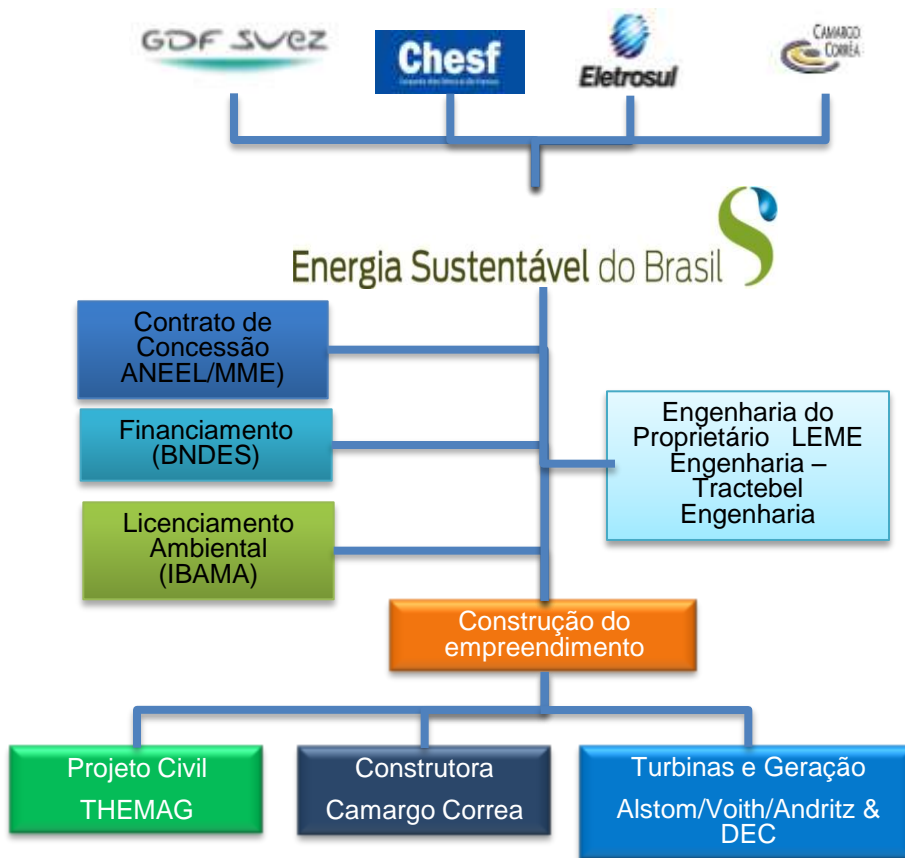 GDF SUEZ
Chesf
Eletrosul
CAMARGO
CORRÊA
Energia Sustentável do Brasil
Contrato de
Concessão
ANEEL/MME)
Financiamento
(BNDES)
Licenciamento
Ambiental
(IBAMA)
Engenharia do
Proprietário LEME
Engenharia –
Tractebel
Engenharia
Construção do
empreendimento
Projeto Civil
THEMAG
Construtora
Camargo Correa
Turbinas e Geração
Alstom/Voith/Andritz &
DEC